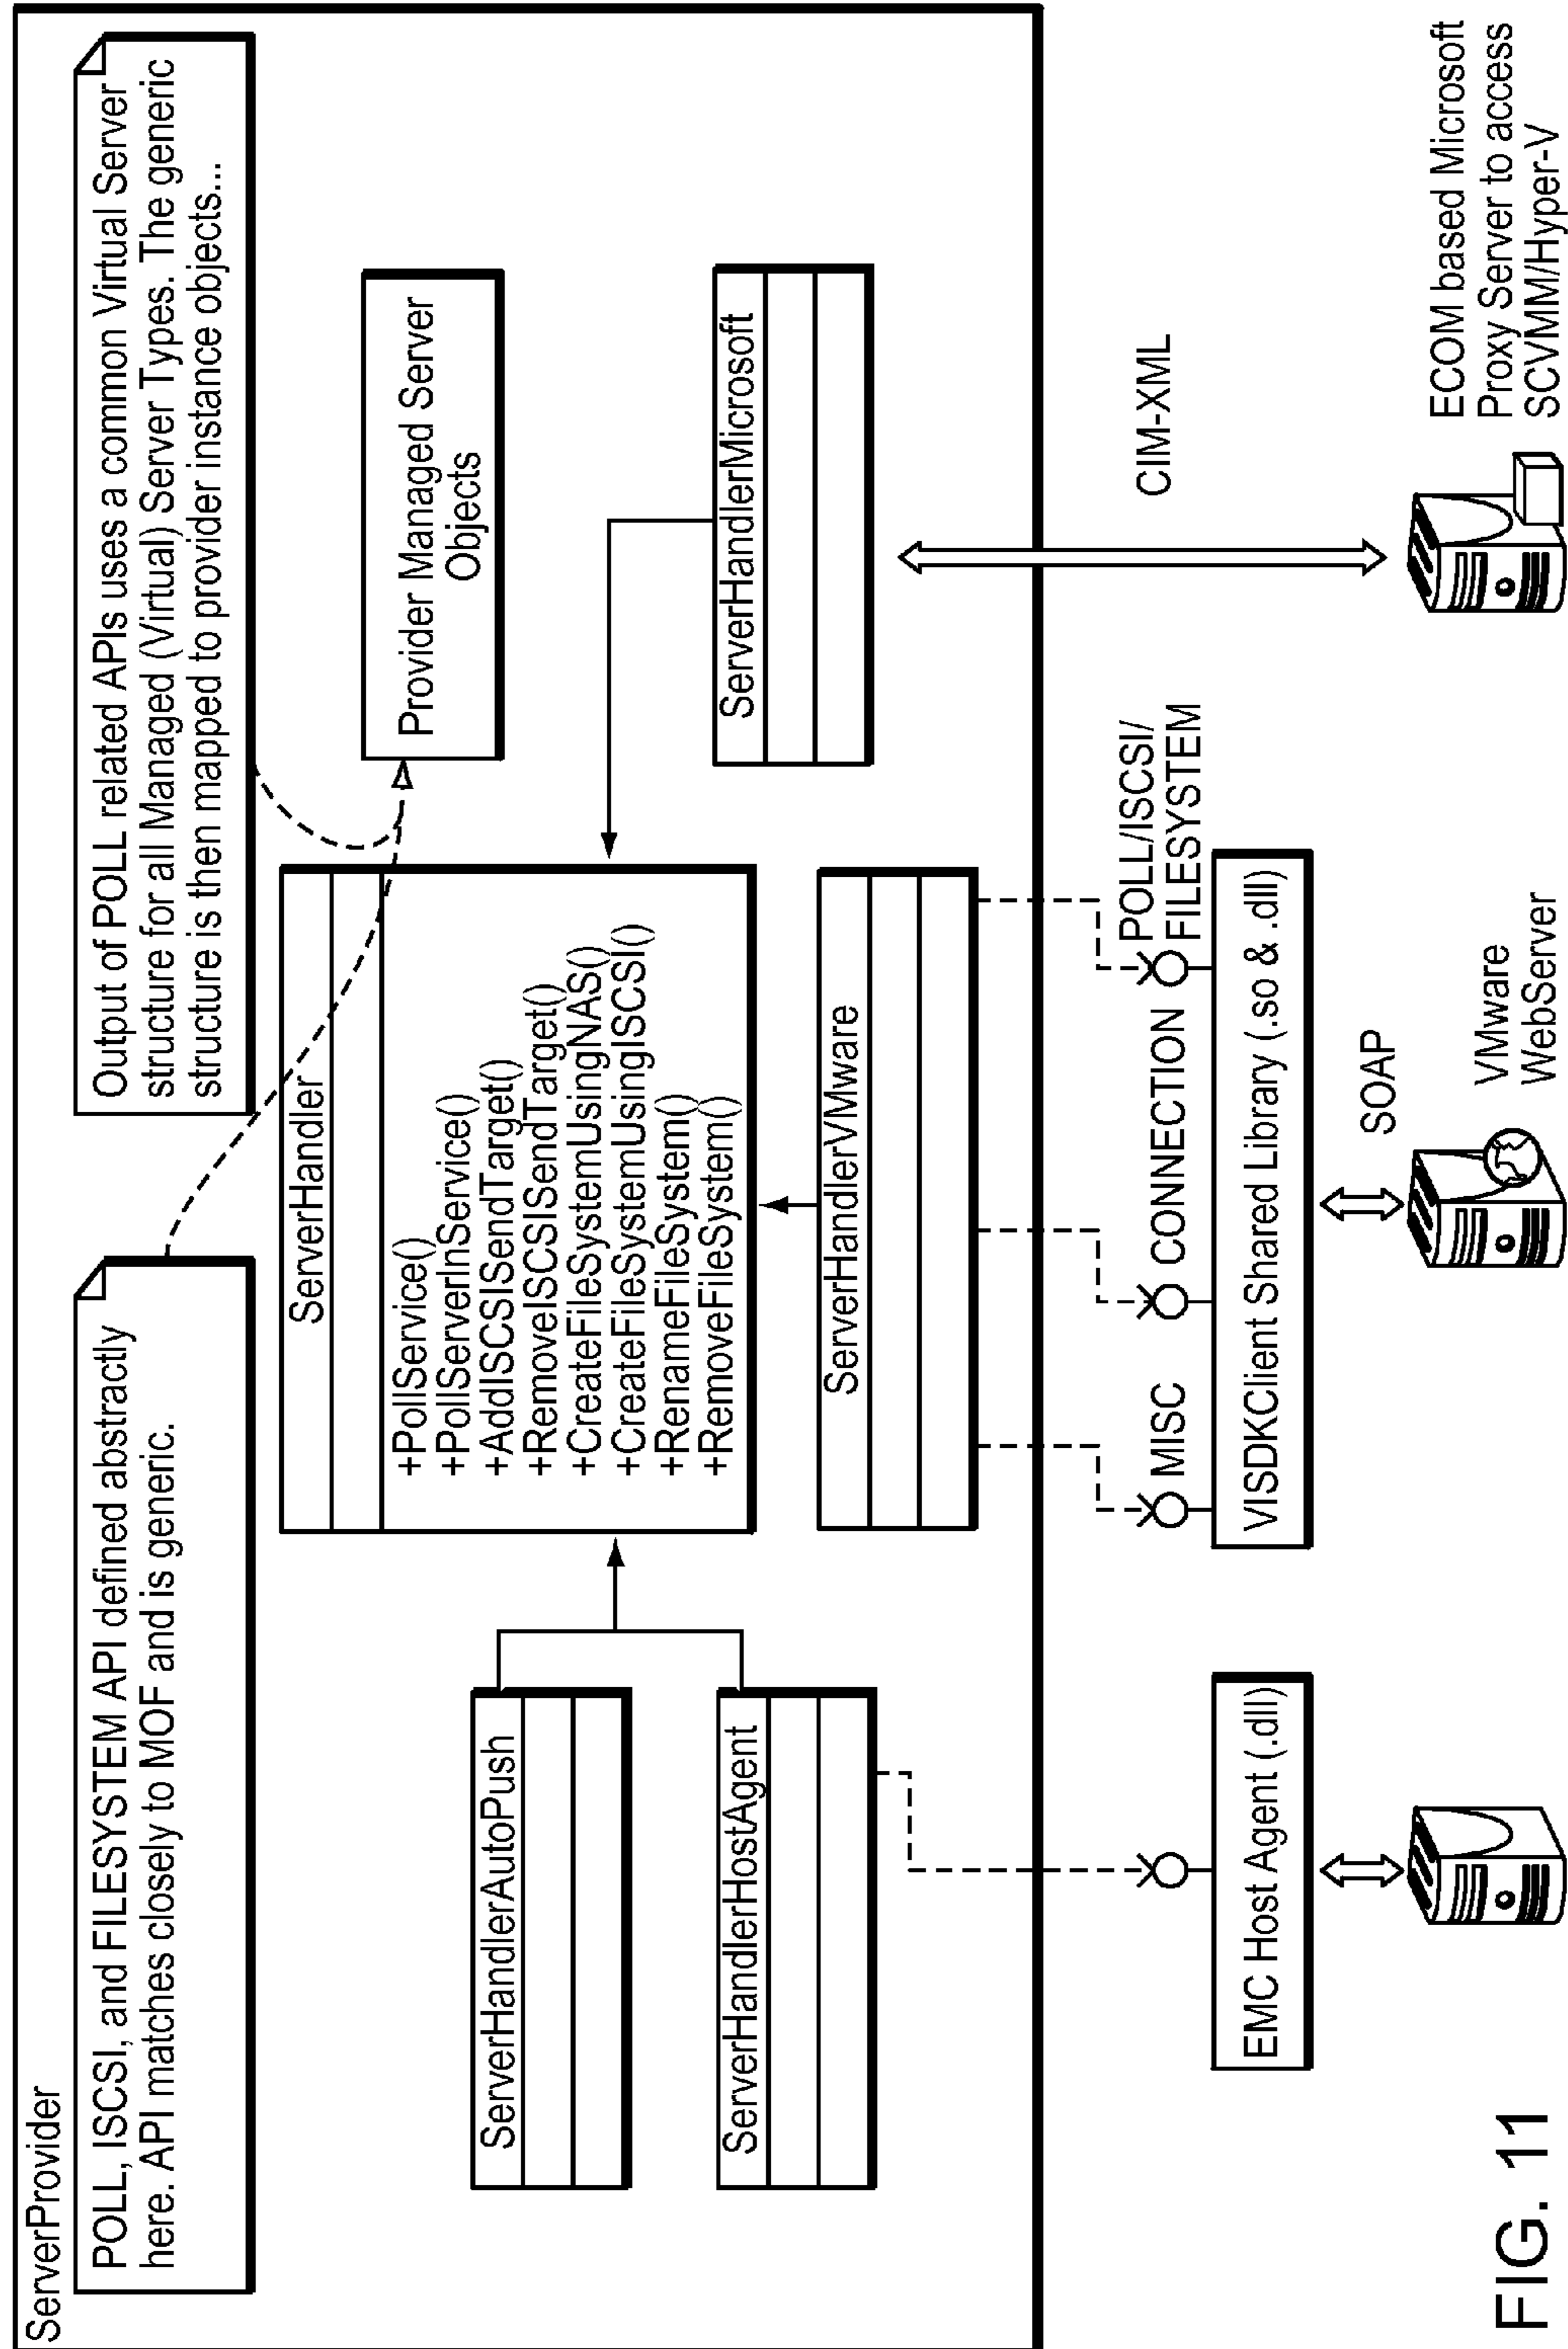 ServerProvider
POLL, ISCSI, and FILESYSTEM API defined abstractly
here. API matches closely to MOF and is generic.
Output of POLL related APIs uses a common Virtual Server
structure for all Managed (Virtual) Server Types. The generic
structure is then mapped to provider instance objects...
ServerHandler
+PollService()
+PollServerInService()
+AddISCSISendTarget()
+RemoveISCSISendTarget()
+CreateFileSystemUsingNAS()
+CreateFileSystemUsingISCSI()
+RenameFileSystem()
+RemoveFileSystem()
Provider Managed Server
Objects
ServerHandlerAutoPush
ServerHandlerHostAgent
ServerHandlerVMware
ServerHandlerMicrosoft
MISC
CONNECTION
POLL/ISCSI/
FILESYSTEM
CIM-XML
EMC Host Agent (.dll)
VISDKClient Shared Library (.so & .dll)
SOAP
VMware
WebServer
ECOM based Microsoft
Proxy Server to access
SCVMM/Hyper-V
FIG. 11